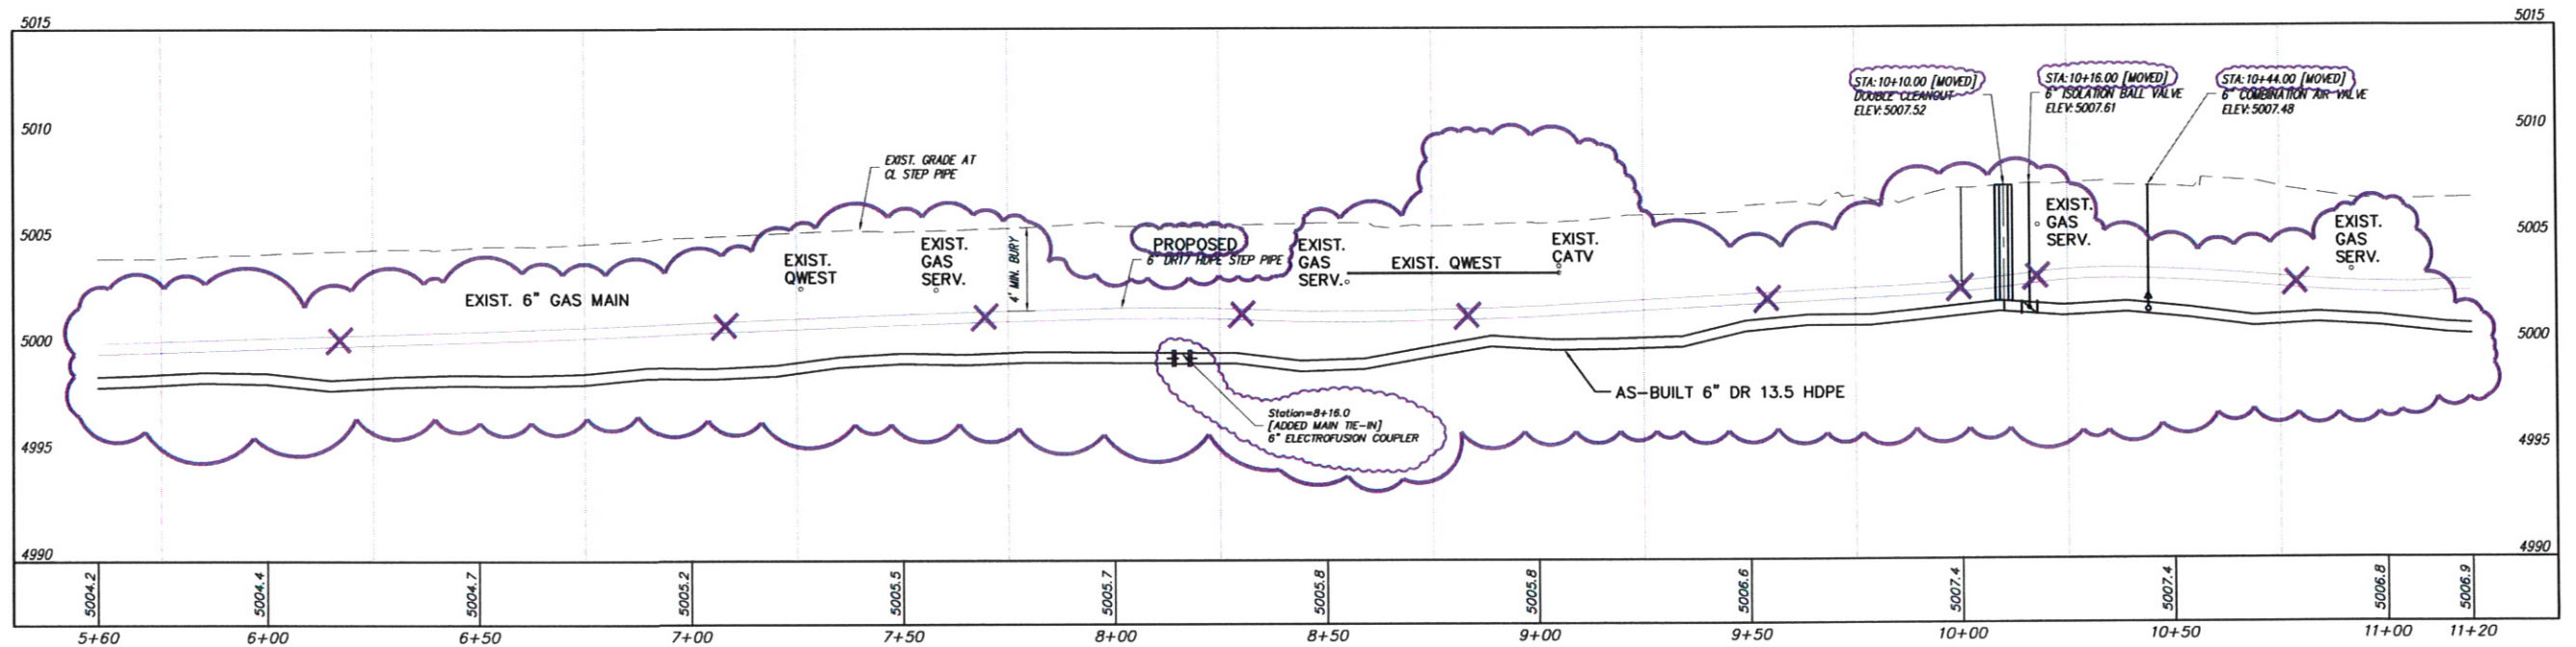 5015
5015
STA:10+10.00 [MOVED]
DOUBLE CLEANOUT
ELEV:5007.52
STA:10+16.00 [MOVED]
6" ISOLATION BALL VALVE
ELEV:5007.61
STA:10+44.00 [MOVED]
6" COMBINATION AIR VALVE
ELEV:5007.48
5010
5010
EXIST. GRADE AT
CL STEP PIPE
5005
5005
EXIST. 6" GAS MAIN
EXIST.
QWEST
EXIST.
GAS
SERV.
4' MIN. BURY
PROPOSED
6" DR17 HDPE STEP PIPE
EXIST.
GAS
SERV.
EXIST. QWEST
EXIST.
CATV
EXIST.
GAS
SERV.
EXIST.
GAS
SERV.
5000
5000
AS-BUILT 6" DR 13.5 HDPE
Station=8+16.0
[ADDED MAIN TIE-IN]
6" ELECTROFUSION COUPLER
4995
4995
4990
4990
5004.2
5004.4
5004.7
5005.2
5005.5
5005.7
5005.8
5005.8
5006.6
5007.4
5007.4
5006.8
5006.9
5+60
6+00
6+50
7+00
7+50
8+00
8+50
9+00
9+50
10+00
10+50
11+00
11+20